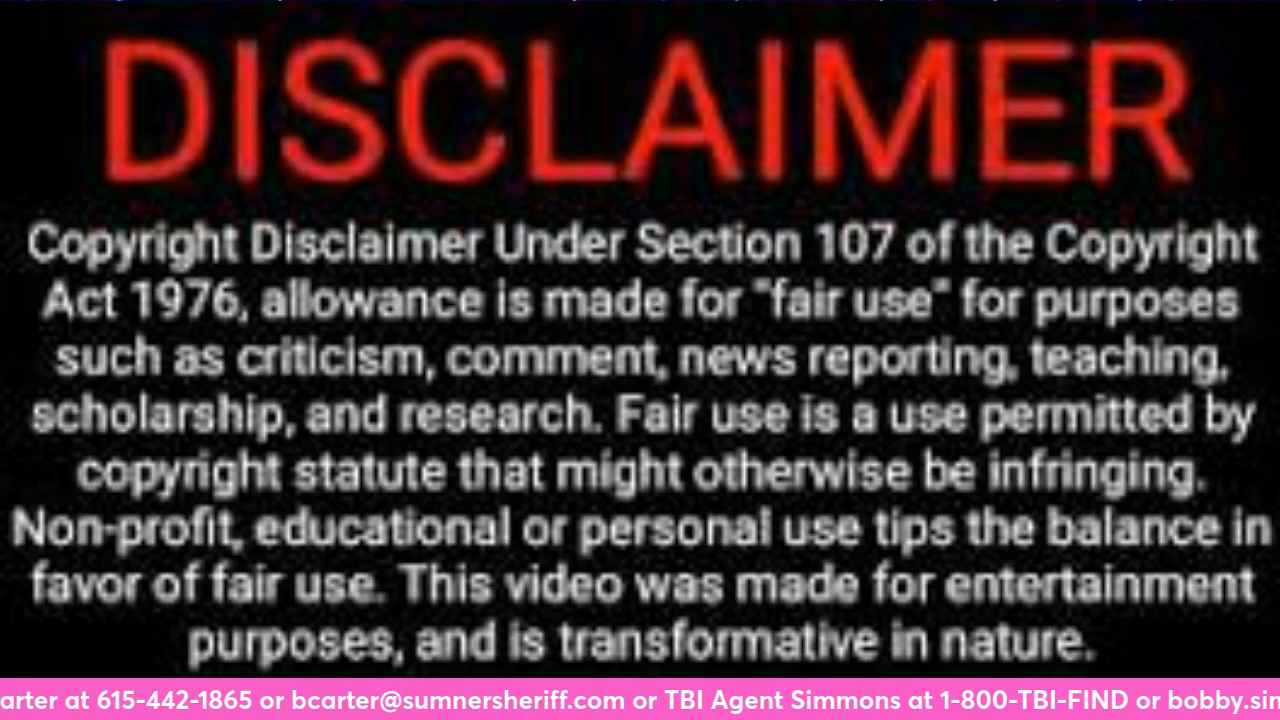 DISCLAIMER
Copyright Disclaimer Under Section 107 of the Copyright
Act 1976, allowance is made for "fair use" for purposes
such as criticism, comment, news reporting, teaching,
scholarship, and research. Fair use is a use permitted by
copyright statute that might otherwise be infringing.
Non-profit, educational or personal use tips the balance in
favor of fair use. This video was made for entertainment
purposes, and is transformative in nature.
arter at 615-442-1865 or bcarter@sumnersheriff.com or TBI Agent Simmons at 1-800-TBI-FIND or bobby.sim